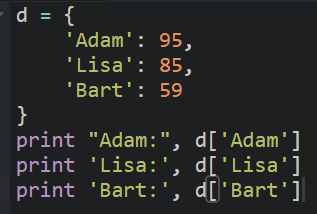 d = {
    'Adam': 95,
    'Lisa': 85,
    'Bart': 59
}
print "Adam:", d['Adam']
print 'Lisa:', d['Lisa']
print 'Bart:', d['Bart']